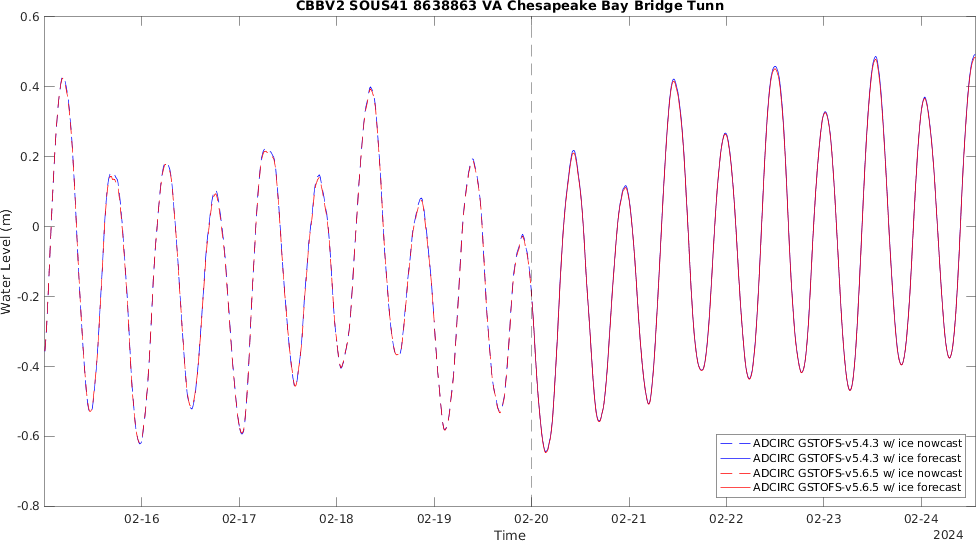 CBBV2 SOUS41 8638863 VA Chesapeake Bay Bridge Tunn
0.6
0.4
0.2
0
-0.2
-0.4
-0.6
-0.8
Water Level (m)
ADCIRC GSTOFS-v5.4.3 w/ ice nowcast
ADCIRC GSTOFS-v5.4.3 w/ ice forecast
ADCIRC GSTOFS-v5.6.5 w/ ice nowcast
ADCIRC GSTOFS-v5.6.5 w/ ice forecast
02-16 02-17 02-18 02-19 02-20 02-21 02-22 02-23 02-24
Time
2024